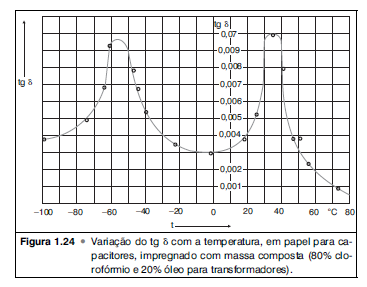 tg δ
0,07
0,009
0,008
tg δ
0,007
0,006
0,005
0,004
0,002
0,001
–100 –80 –60 –40 –20 0 20 40 60 °C 80
t
Figura 1.24 • Variação do tg δ com a temperatura, em papel para ca-
pacitores, impregnado com massa composta (80% clo-
rofórmio e 20% óleo para transformadores).